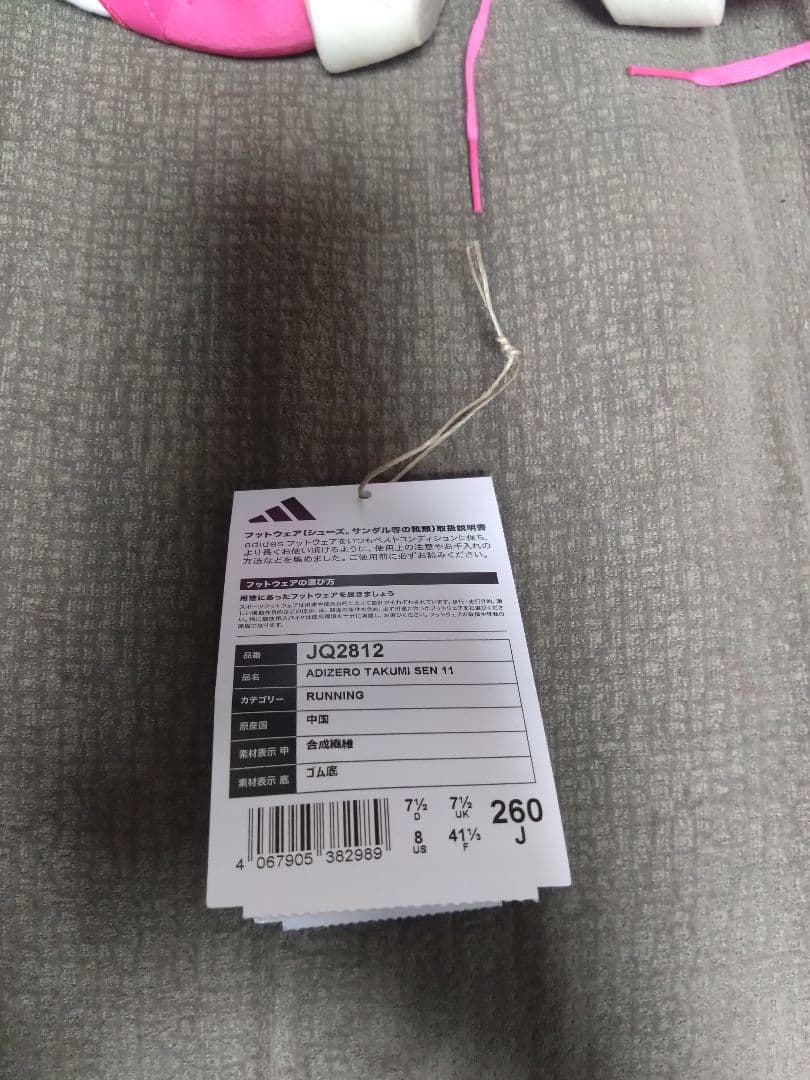 フットウェア(シューズ、サンダル等の靴類)取扱説明書
adidas フットウェアをいつもベストコンディションに保ち、
より長くお使い頂けるように、使用上の注意やお手入れの
方法などを集めました。ご使用前に必ずお読みください。
フットウェアの選び方
用途にあったフットウェアを履きましょう
品番 JQ2812
品名 ADIZERO TAKUMI SEN 11
カテゴリー RUNNING
原産国 中国
素材表示 甲 合成繊維
素材表示 底 ゴム底
7½ D 7½ UK 260 J
8 US 41⅓ F
4 067905 382989